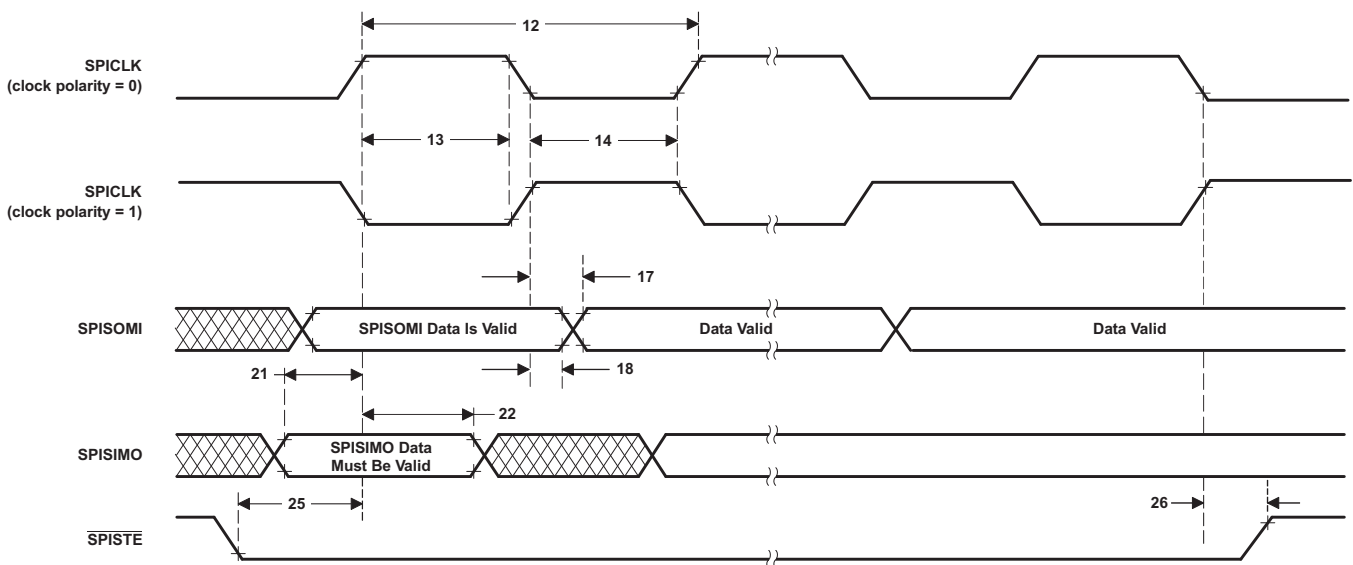 12
SPICLK
(clock polarity = 0)
13
14
SPICLK
(clock polarity = 1)
17
SPISOMI
SPISOMI Data Is Valid
Data Valid
Data Valid
21
18
22
SPISIMO
SPISIMO Data
Must Be Valid
25
26
SPISTE